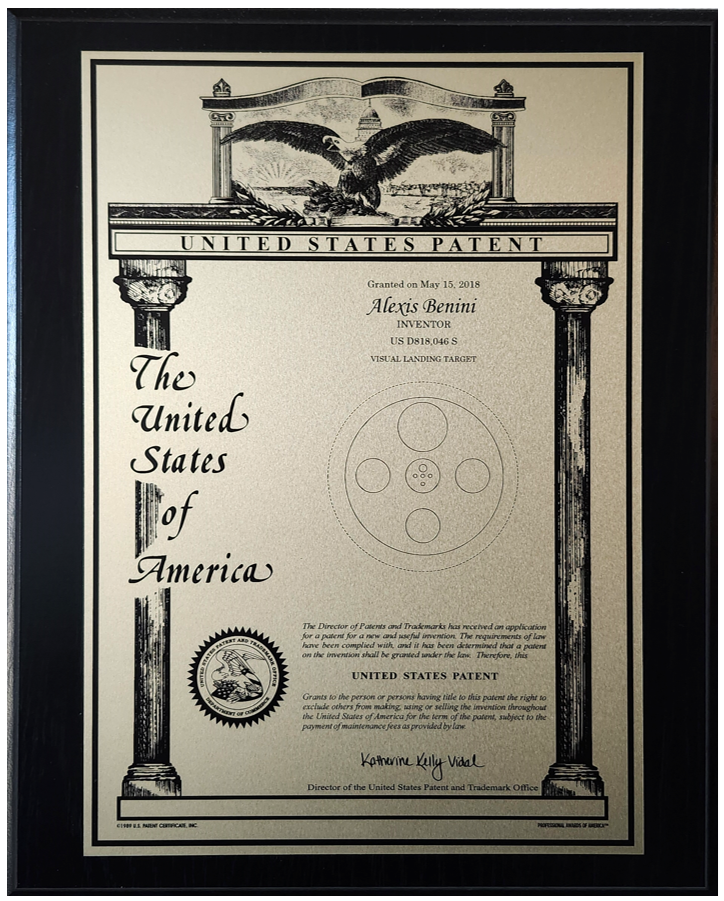 UNITED STATES PATENT
Granted on May 15, 2018
Alexis Benini
INVENTOR
US D818,046 S
VISUAL LANDING TARGET
The
United
States
of
America
The Director of Patents and Trademarks has received an application
for a patent for a new and useful invention. The requirements of law
have been complied with, and it has been determined that a patent
on the invention shall be granted under the law. Therefore, this
UNITED STATES PATENT
Grants to the person or persons having title to this patent the right to
exclude others from making, using or selling the invention throughout
the United States of America for the term of the patent, subject to the
payment of maintenance fees as provided by law.
UNITED STATES PATENT AND TRADEMARK OFFICE
DEPARTMENT OF COMMERCE
Katherine Kelly Vidal
Director of the United States Patent and Trademark Office
©1989 U.S. PATENT CERTIFICATE, INC.
PROFESSIONAL AWARDS OF AMERICA™